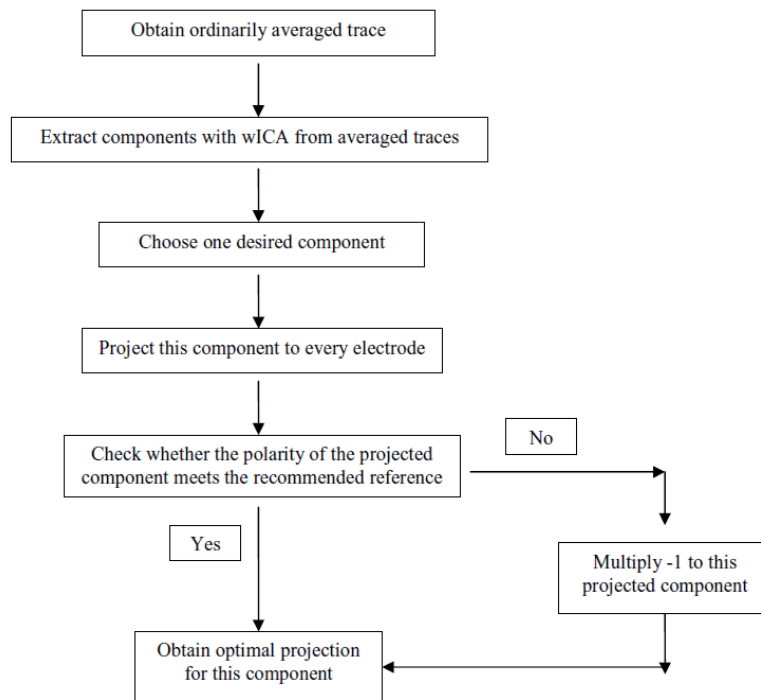 Obtain ordinarily averaged trace
Extract components with wICA from averaged traces
Choose one desired component
Project this component to every electrode
Check whether the polarity of the projected
component meets the recommended reference
No
Yes
Multiply -1 to this
projected component
Obtain optimal projection
for this component